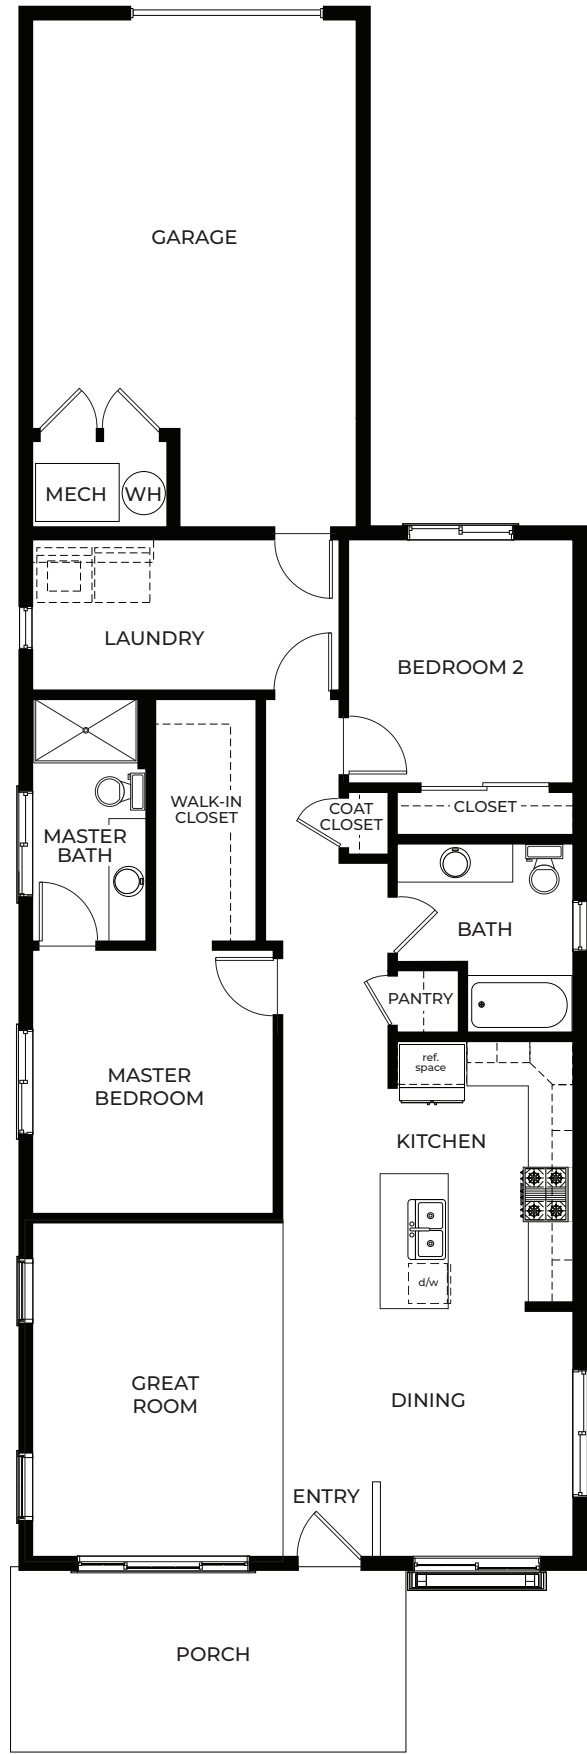 GARAGE
MECH
WH
LAUNDRY
BEDROOM 2
WALK-IN
CLOSET
COAT
CLOSET
CLOSET
MASTER
BATH
BATH
PANTRY
MASTER
BEDROOM
ref.
space
KITCHEN
d/w
GREAT
ROOM
DINING
ENTRY
PORCH